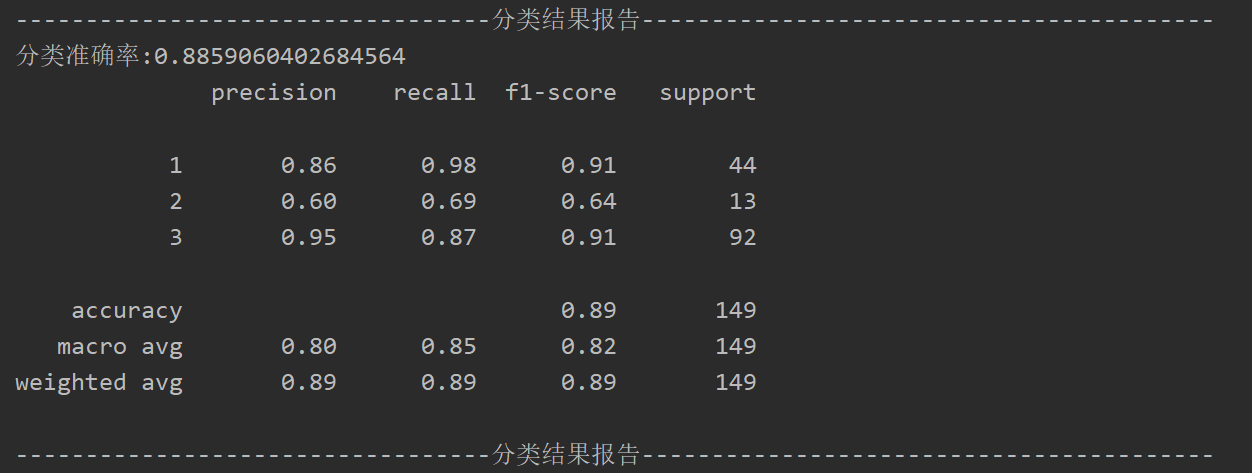 ---------------------------------分类结果报告----------------------------------------
分类准确率:0.8859060402684564
              precision    recall  f1-score   support

           1       0.86      0.98      0.91        44
           2       0.60      0.69      0.64        13
           3       0.95      0.87      0.91        92

    accuracy                           0.89       149
   macro avg       0.80      0.85      0.82       149
weighted avg       0.89      0.89      0.89       149

---------------------------------分类结果报告----------------------------------------